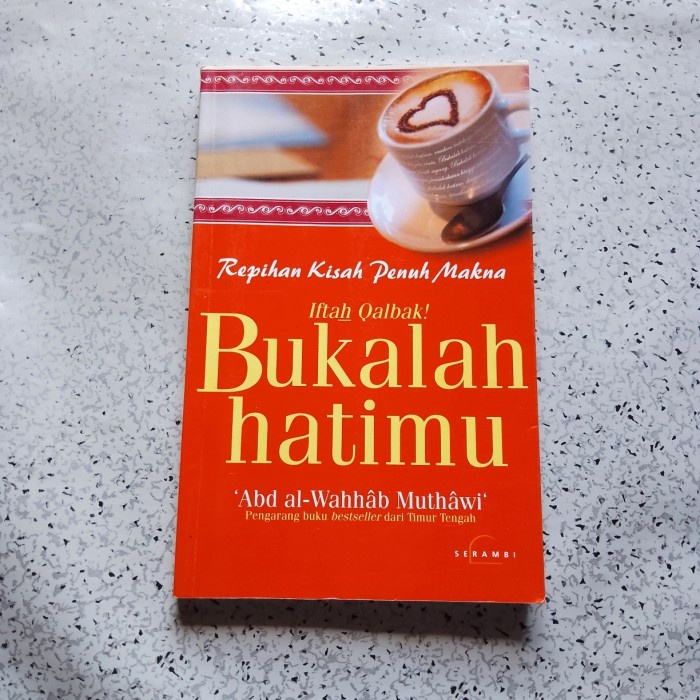 Repihan Kisah Penuh Makna
Iftaẖ Qalbak!
Bukalah
hatimu
‘Abd al-Wahhâb Muthâwi‘
Pengarang buku bestseller dari Timur Tengah
SERAMBI